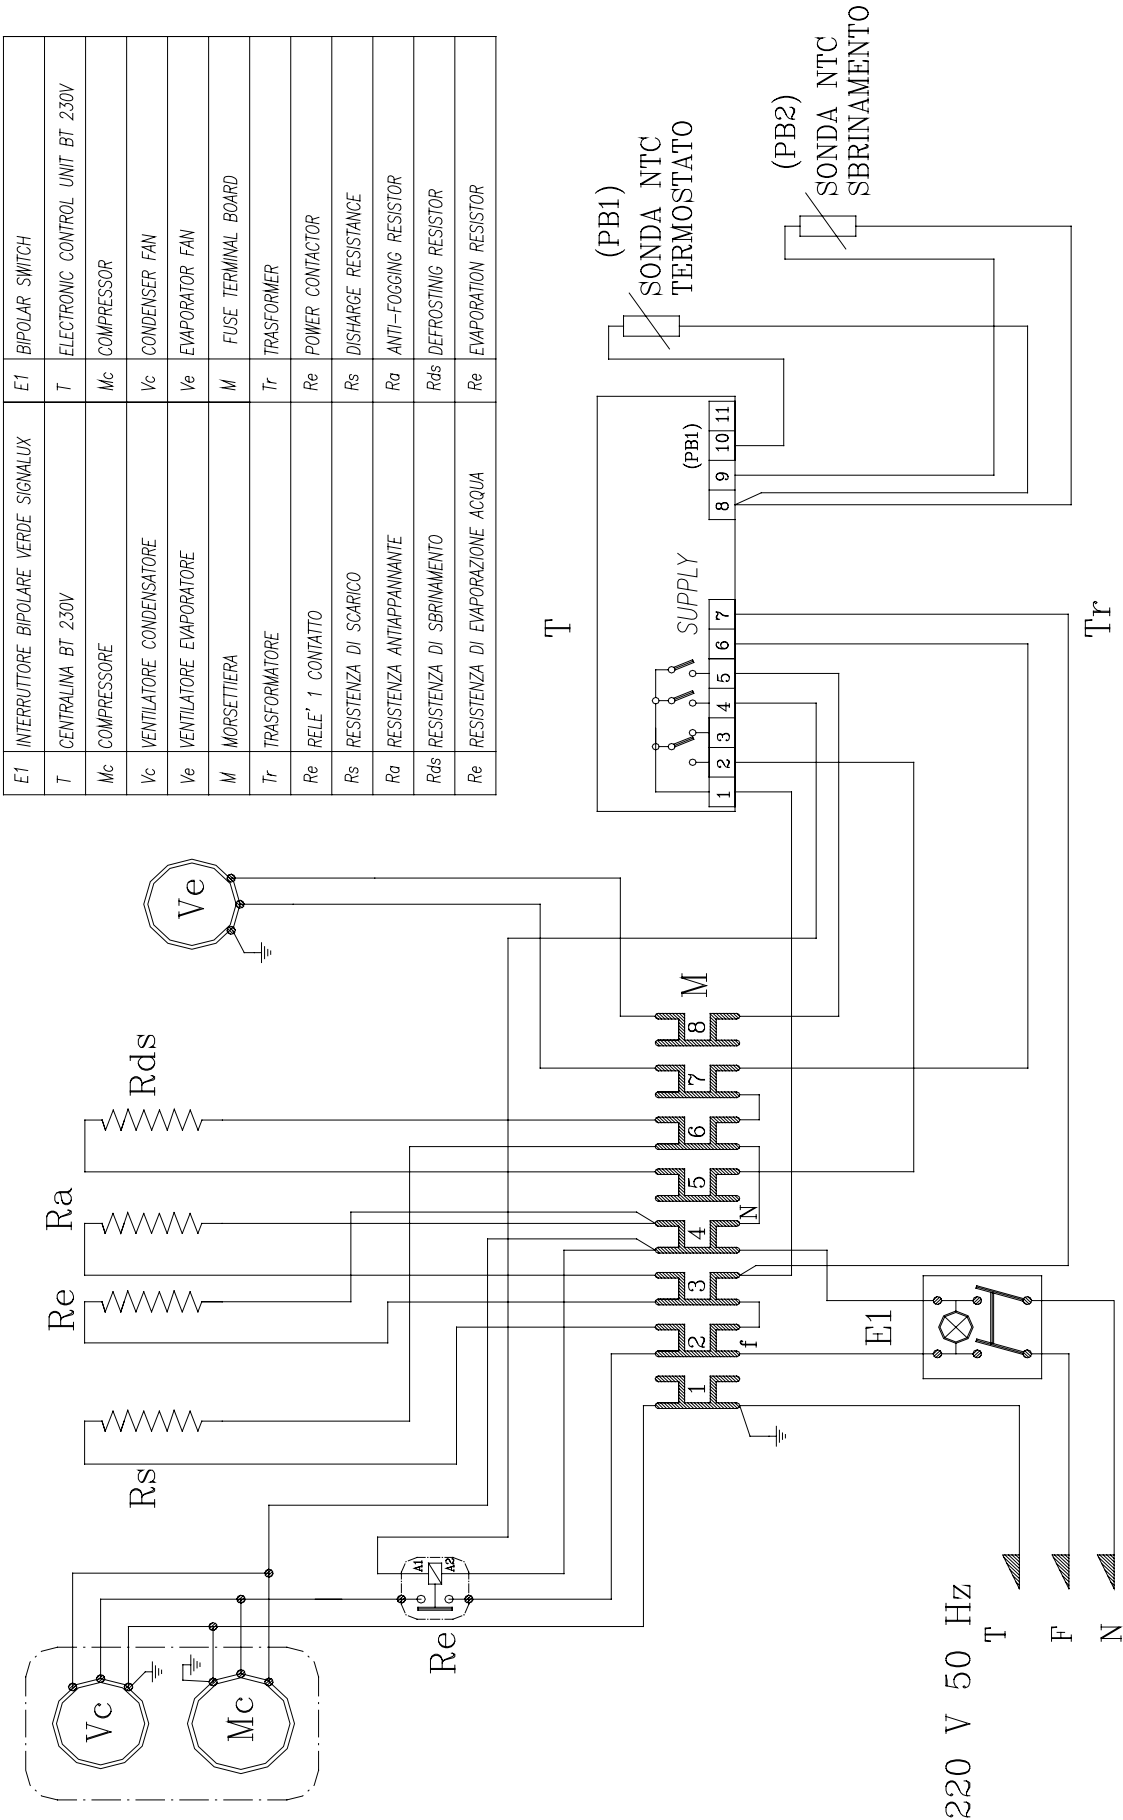 E1 INTERRUTTORE BIPOLARE VERDE SIGNALUX E1 BIPOLAR SWITCH
T CENTRALINA BT 230V T ELECTRONIC CONTROL UNIT BT 230V
Mc COMPRESSORE Mc COMPRESSOR
Vc VENTILATORE CONDENSATORE Vc CONDENSER FAN
Ve VENTILATORE EVAPORATORE Ve EVAPORATOR FAN
M MORSETTIERA M FUSE TERMINAL BOARD
Tr TRASFORMATORE Tr TRASFORMER
Re RELE' 1 CONTATTO Re POWER CONTACTOR
Rs RESISTENZA DI SCARICO Rs DISHARGE RESISTANCE
Ra RESISTENZA ANTIAPPANNANTE Ra ANTI-FOGGING RESISTOR
Rds RESISTENZA DI SBRINAMENTO Rds DEFROSTINIG RESISTOR
Re RESISTENZA DI EVAPORAZIONE ACQUA Re EVAPORATION RESISTOR
Vc
Mc
Rs
Re
Ra
Rds
Ve
Re
A1
A2
1 2 3 4 5 6 7 8
M
f
N
E1
T
SUPPLY
1 2 3 4 5 6 7
(PB1)
8 9 10 11
Tr
(PB1)
SONDA NTC
TERMOSTATO
(PB2)
SONDA NTC
SBRINAMENTO
220 V 50 Hz
T
F
N